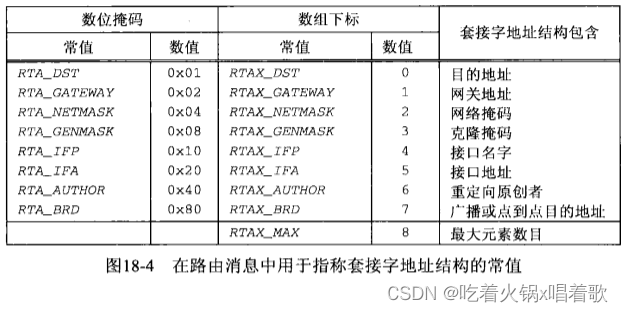 数位掩码 数组下标 套接字地址结构包含
常值 数值 常值 数值
RTA_DST 0x01 RTAX_DST 0 目的地址
RTA_GATEWAY 0x02 RTAX_GATEWAY 1 网关地址
RTA_NETMASK 0x04 RTAX_NETMASK 2 网络掩码
RTA_GENMASK 0x08 RTAX_GENMASK 3 克隆掩码
RTA_IFP 0x10 RTAX_IFP 4 接口名字
RTA_IFA 0x20 RTAX_IFA 5 接口地址
RTA_AUTHOR 0x40 RTAX_AUTHOR 6 重定向原创者
RTA_BRD 0x80 RTAX_BRD 7 广播或点到点目的地址
RTAX_MAX 8 最大元素数目
图18-4 在路由消息中用于指称套接字地址结构的常值
CSDN @吃着火锅x唱着歌